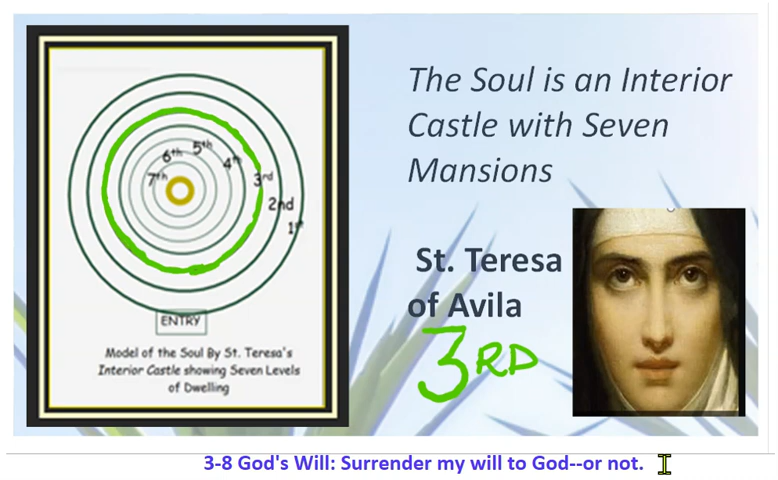 The Soul is an Interior
Castle with Seven
Mansions
7th
6th
5th
4th
3rd
2nd
1st
ENTRY
Model of the Soul By St. Teresa's
Interior Castle showing Seven Levels
of Dwelling
St. Teresa
of Avila
3RD
3-8 God's Will: Surrender my will to God--or not.